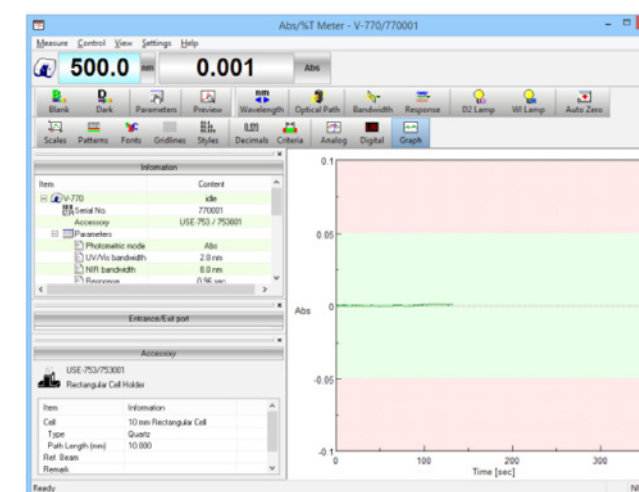 Abs/%T Meter - V-770/770001
Measure Control View Settings Help
500.0 nm 0.001 Abs
Blank Dark Parameters Preview Wavelength Optical Path Bandwidth Response D2 Lamp WI Lamp Auto Zero
Scales Patterns Fonts Gridlines Styles Decimals Criteria Analog Digital Graph
Information
Item Content
V-770 idle
Serial No. 770001
Accessory USE-753 / 753001
Parameters
Photometric mode Abs
UV/Vis bandwidth 2.0 nm
NIR bandwidth 8.0 nm
Response 0.96 sec
Entrance/Exit port
Accessory
USE-753/753001
Rectangular Cell Holder
Item Information
Cell 10 mm Rectangular Cell
Type Quartz
Path Length (mm) 10.000
Ref. Beam
Remark
Ready
0.1
0.05
Abs 0
-0.05
-0.1
0 100 200 300
Time [sec]